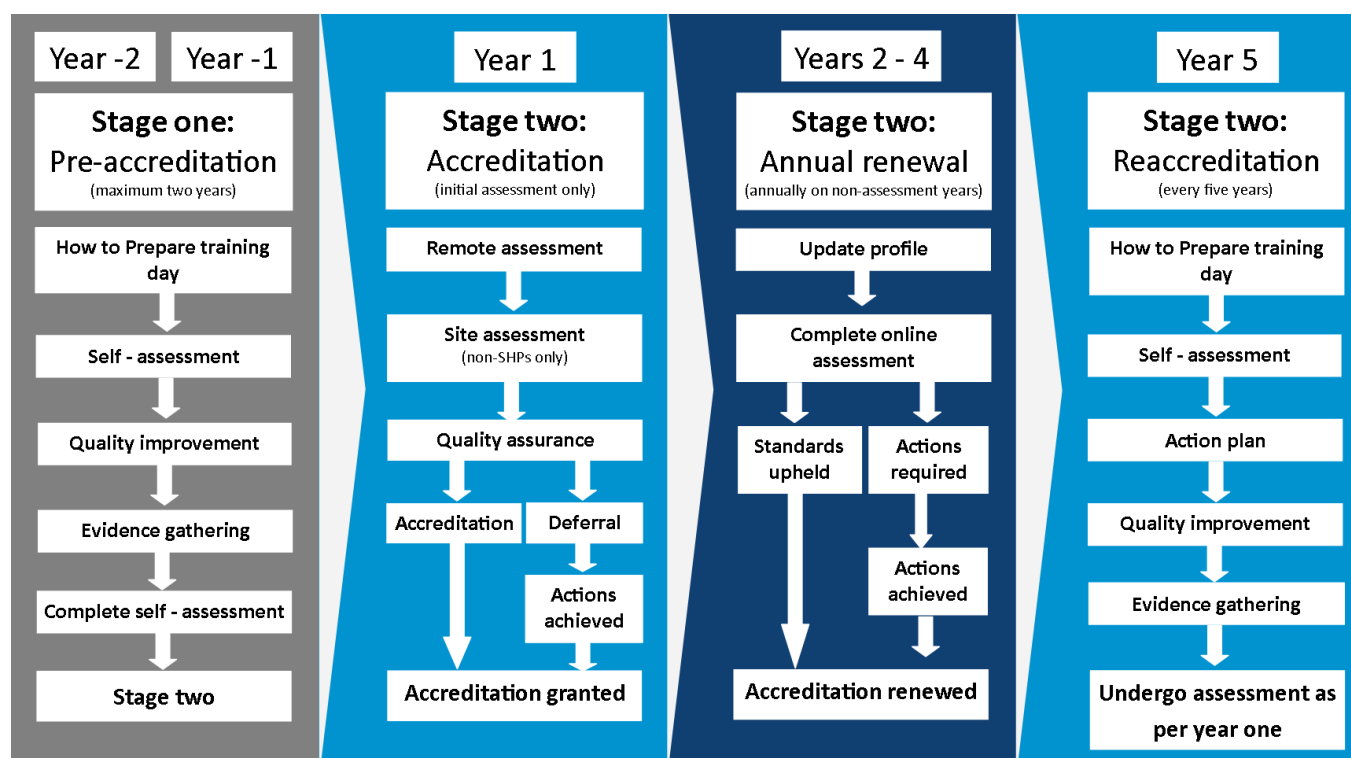 Year -2
Year -1
Stage one:
Pre-accreditation
(maximum two years)
How to Prepare training
day
Self - assessment
Quality improvement
Evidence gathering
Complete self - assessment
Stage two
Year 1
Stage two:
Accreditation
(initial assessment only)
Remote assessment
Site assessment
(non-SHPs only)
Quality assurance
Accreditation
Deferral
Actions
achieved
Accreditation granted
Years 2 - 4
Stage two:
Annual renewal
(annually on non-assessment years)
Update profile
Complete online
assessment
Standards
upheld
Actions
required
Actions
achieved
Accreditation renewed
Year 5
Stage two:
Reaccreditation
(every five years)
How to Prepare training
day
Self - assessment
Action plan
Quality improvement
Evidence gathering
Undergo assessment as
per year one